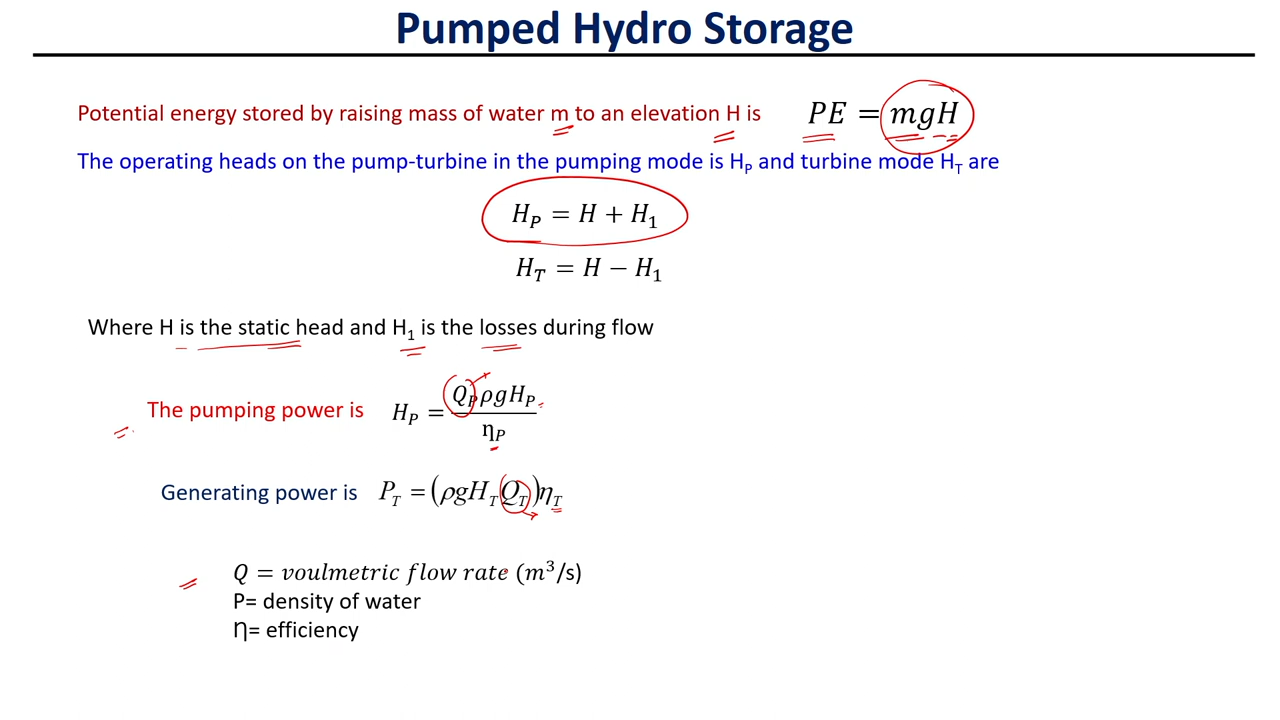 Pumped Hydro Storage
Potential energy stored by raising mass of water m to an elevation H is PE = mgH
The operating heads on the pump-turbine in the pumping mode is H_P and turbine mode H_T are
H_P = H + H_1
H_T = H − H_1
Where H is the static head and H_1 is the losses during flow
The pumping power is H_P = Q_P ρgH_P / η_P
Generating power is P_T = (ρgH_T Q_T)η_T
Q = voulmetric flow rate (m³/s)
P= density of water
Ƞ= efficiency